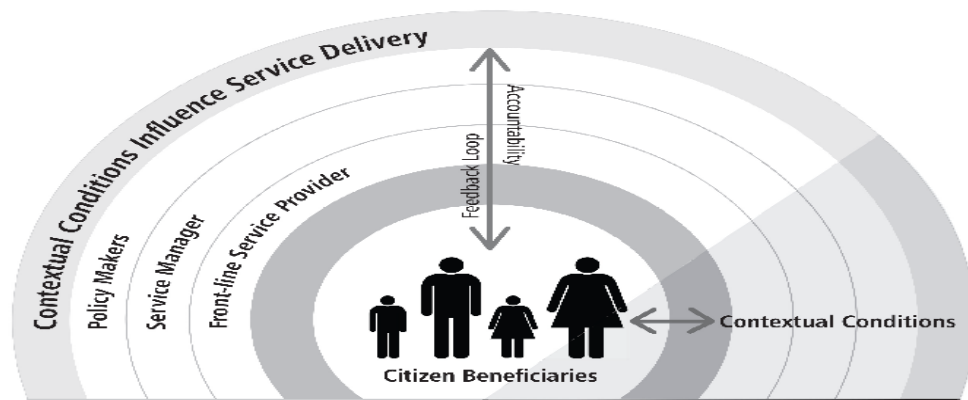 Contextual Conditions Influence Service Delivery
Policy Makers
Service Manager
Front-line Service Provider
Feedback Loop
Accountability
Contextual Conditions
Citizen Beneficiaries